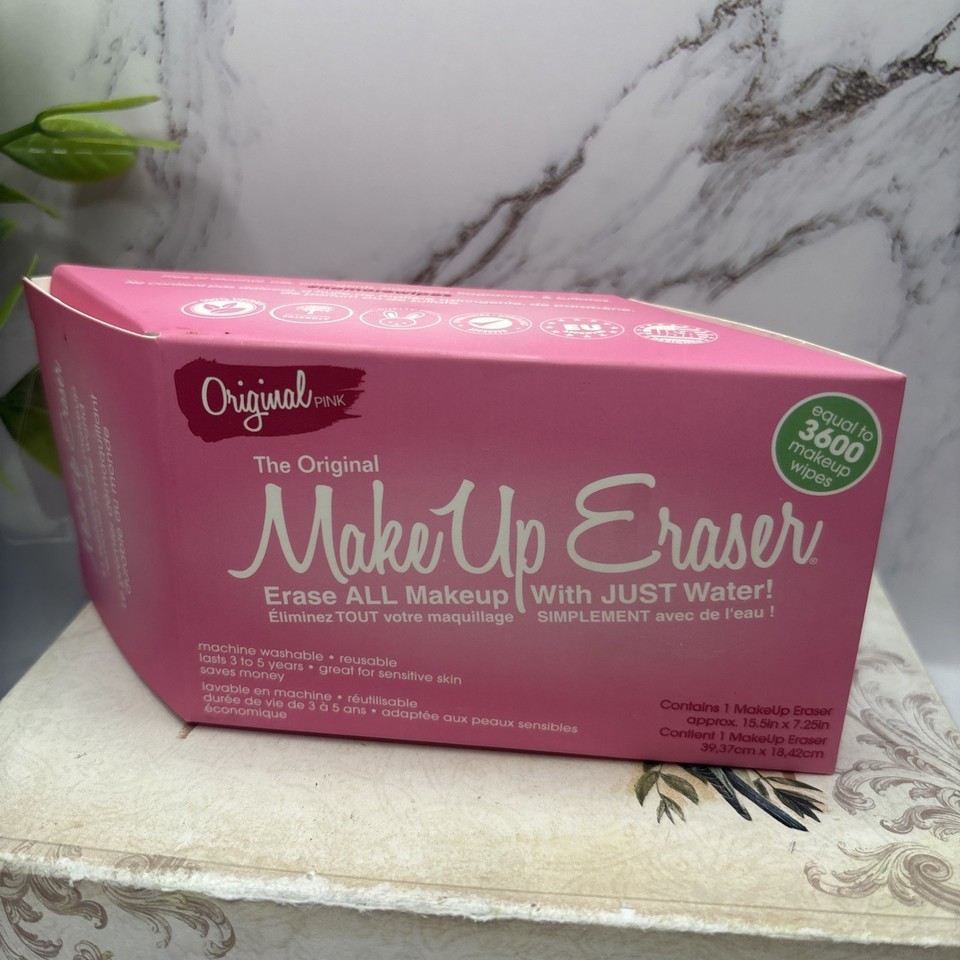 EU
Original PINK
equal to
3600
makeup
wipes
The Original
MakeUp Eraser®
Erase ALL Makeup With JUST Water!
Éliminez TOUT votre maquillage SIMPLEMENT avec de l'eau !
machine washable • reusable
lasts 3 to 5 years • great for sensitive skin
saves money
lavable en machine • réutilisable
durée de vie de 3 à 5 ans • adaptée aux peaux sensibles
économique
Contains 1 MakeUp Eraser
approx. 15.5in x 7.25in
Contient 1 MakeUp Eraser
39,37cm x 18,42cm